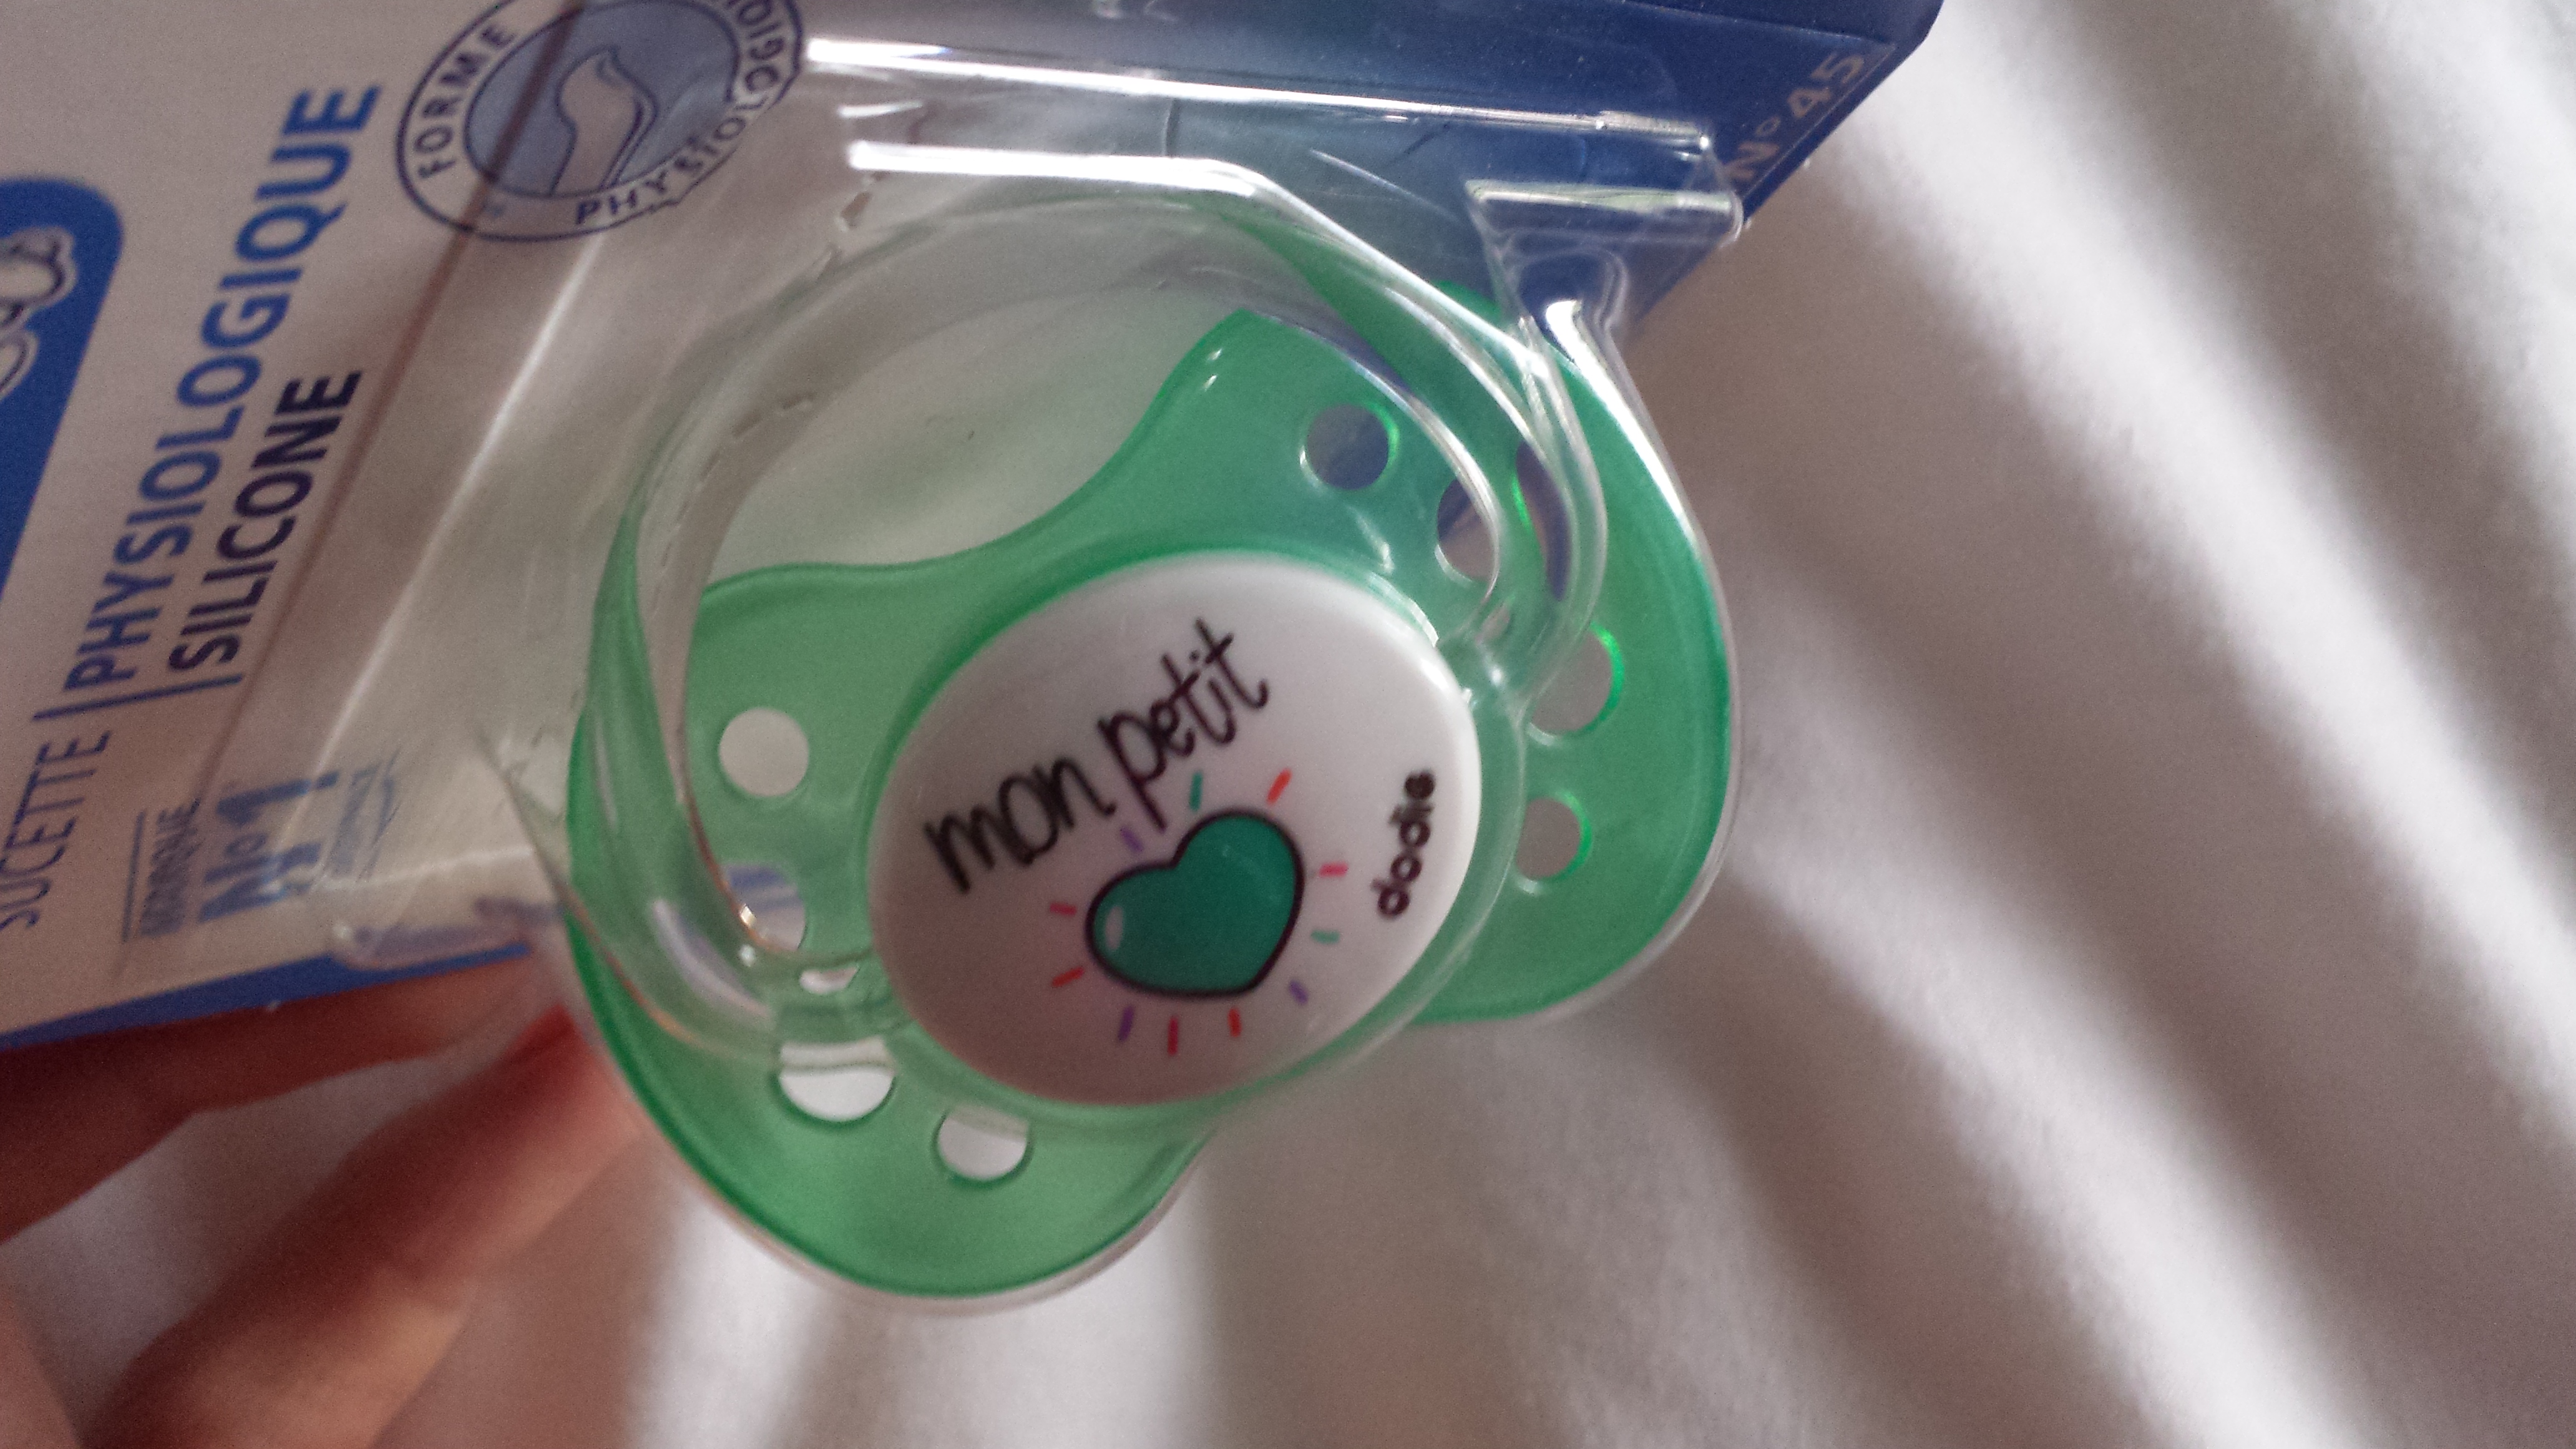 FORME PHYSIOLOGIQUE
SUCETTE
PHYSIOLOGIQUE
SILICONE
N°1
N°45
mon petit
dodie